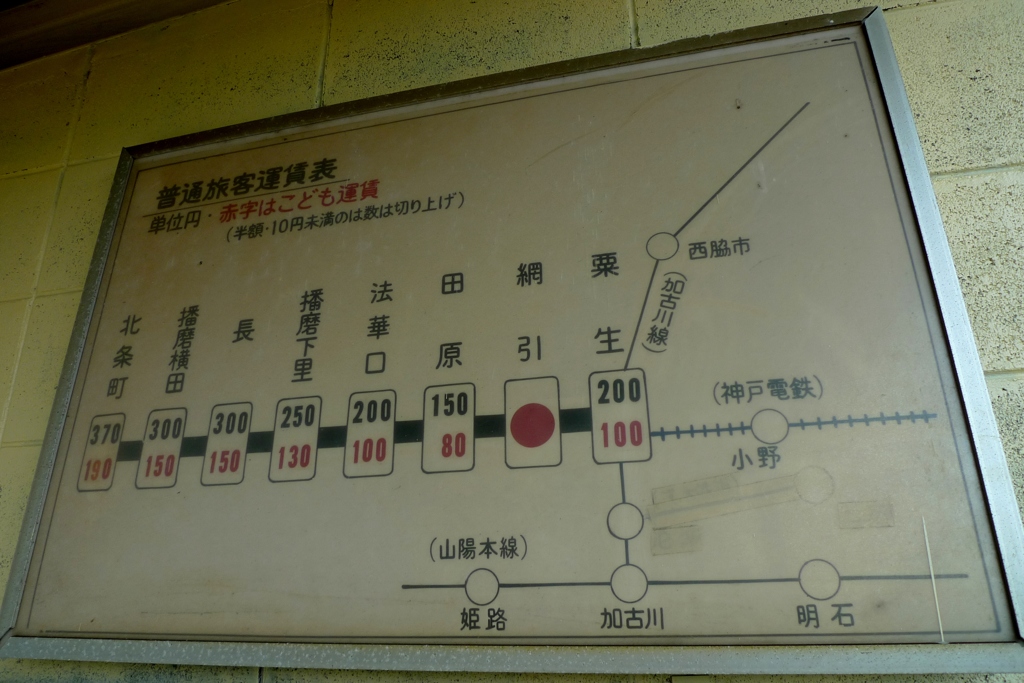 普通旅客運賃表
単位円・赤字はこども運賃
(半額・10円未満のは数は切り上げ)
北条町
播磨横田
長
播磨下里
法華口
田原
網引
粟生
西脇市
(加古川線)
370
300
300
250
200
150
200
190
150
150
130
100
80
100
(神戸電鉄)
小野
(山陽本線)
姫路
加古川
明石